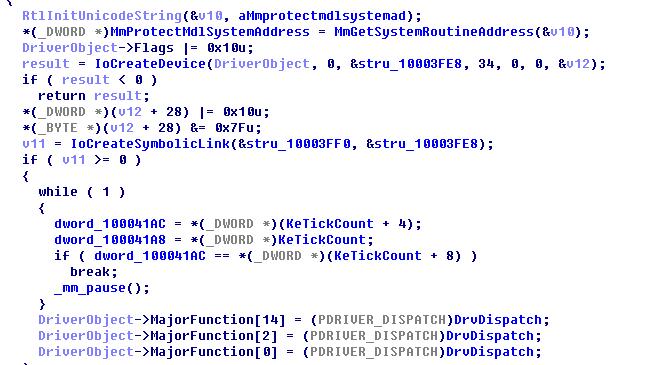 {
RtlInitUnicodeString(&v10, aMmprotectmdlsystemad);
*(_DWORD *)MmProtectMdlSystemAddress = MmGetSystemRoutineAddress(&v10);
DriverObject->Flags |= 0x10u;
result = IoCreateDevice(DriverObject, 0, &stru_10003FE8, 34, 0, 0, &v12);
if ( result < 0 )
return result;
*(_DWORD *)(v12 + 28) |= 0x10u;
*(_BYTE *)(v12 + 28) &= 0x7Fu;
v11 = IoCreateSymbolicLink(&stru_10003FF0, &stru_10003FE8);
if ( v11 >= 0 )
{
while ( 1 )
{
dword_100041AC = *(_DWORD *)(KeTickCount + 4);
dword_100041A8 = *(_DWORD *)KeTickCount;
if ( dword_100041AC == *(_DWORD *)(KeTickCount + 8) )
break;
_mm_pause();
}
DriverObject->MajorFunction[14] = (PDRIVER_DISPATCH)DrvDispatch;
DriverObject->MajorFunction[2] = (PDRIVER_DISPATCH)DrvDispatch;
DriverObject->MajorFunction[0] = (PDRIVER_DISPATCH)DrvDispatch;